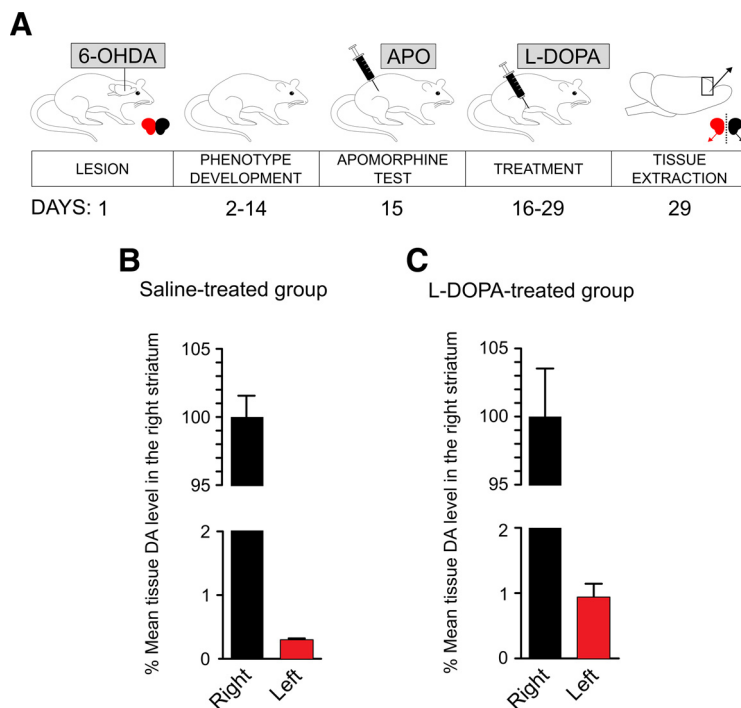 A
6-OHDA
APO
L-DOPA
LESION
PHENOTYPE
DEVELOPMENT
APOMORPHINE
TEST
TREATMENT
TISSUE
EXTRACTION
DAYS: 1
2-14
15
16-29
29
B
Saline-treated group
% Mean tissue DA level in the right striatum
105
100
95
2
1
0
Right
Left
C
L-DOPA-treated group
% Mean tissue DA level in the right striatum
105
100
95
2
1
0
Right
Left